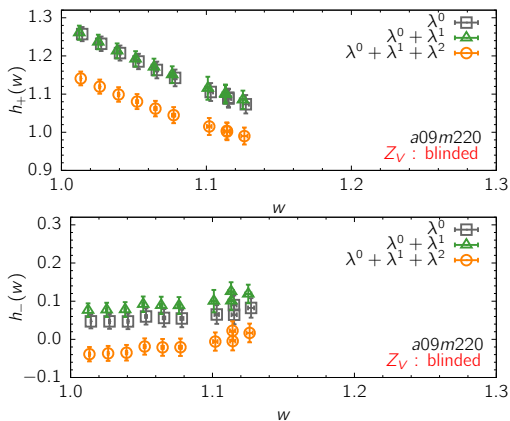 1.3
1.2
1.1
1.0
0.9
h₊(w)
λ⁰
λ⁰ + λ¹
λ⁰ + λ¹ + λ²
a09m220
Z_V : blinded
1.0 1.1 1.2 1.3
w
0.3
0.2
0.1
0.0
−0.1
h₋(w)
λ⁰
λ⁰ + λ¹
λ⁰ + λ¹ + λ²
a09m220
Z_V : blinded
1.0 1.1 1.2 1.3
w